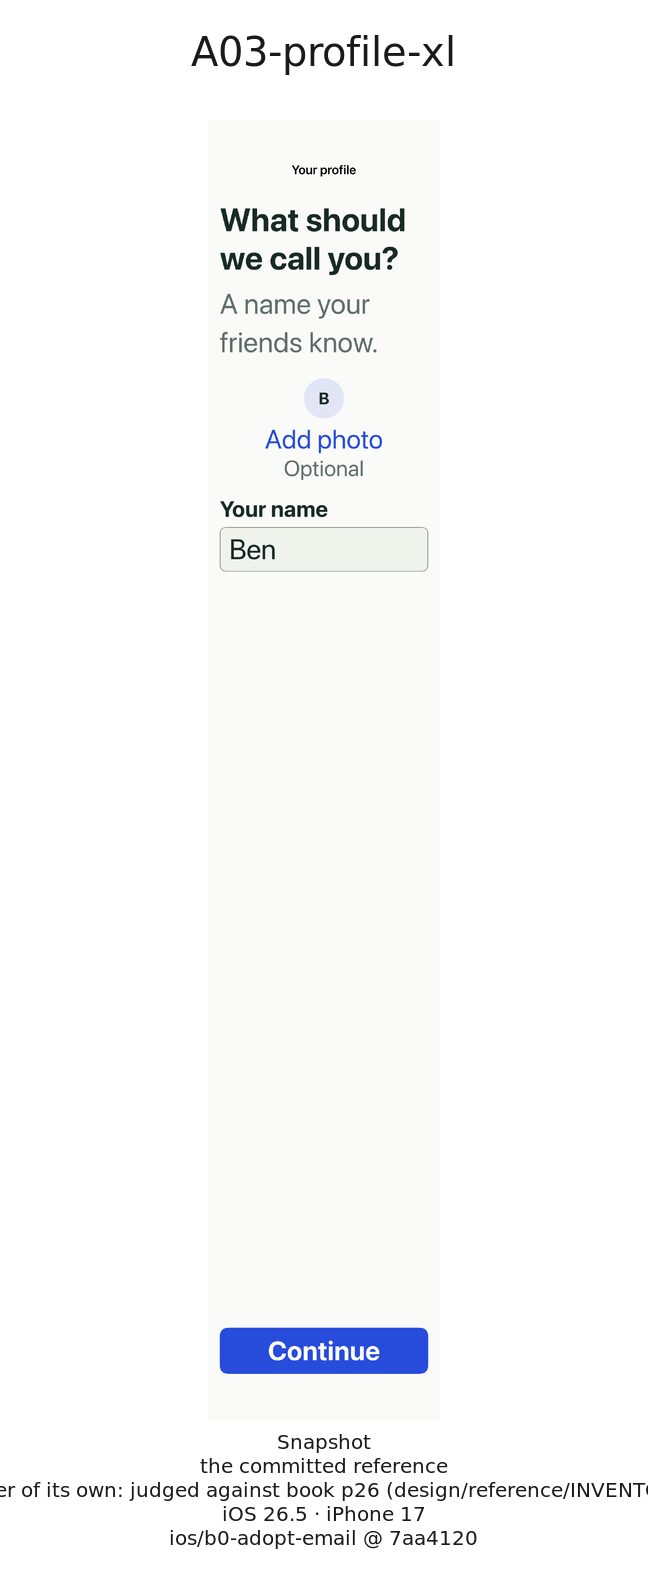 A03-profile-xl
Your profile
What should
we call you?
A name your
friends know.
B
Add photo
Optional
Your name
Ben
Continue
Snapshot
the committed reference
of its own: judged against book p26 (design/reference/
iOS 26.5 · iPhone 17
ios/b0-adopt-email @ 7aa4120